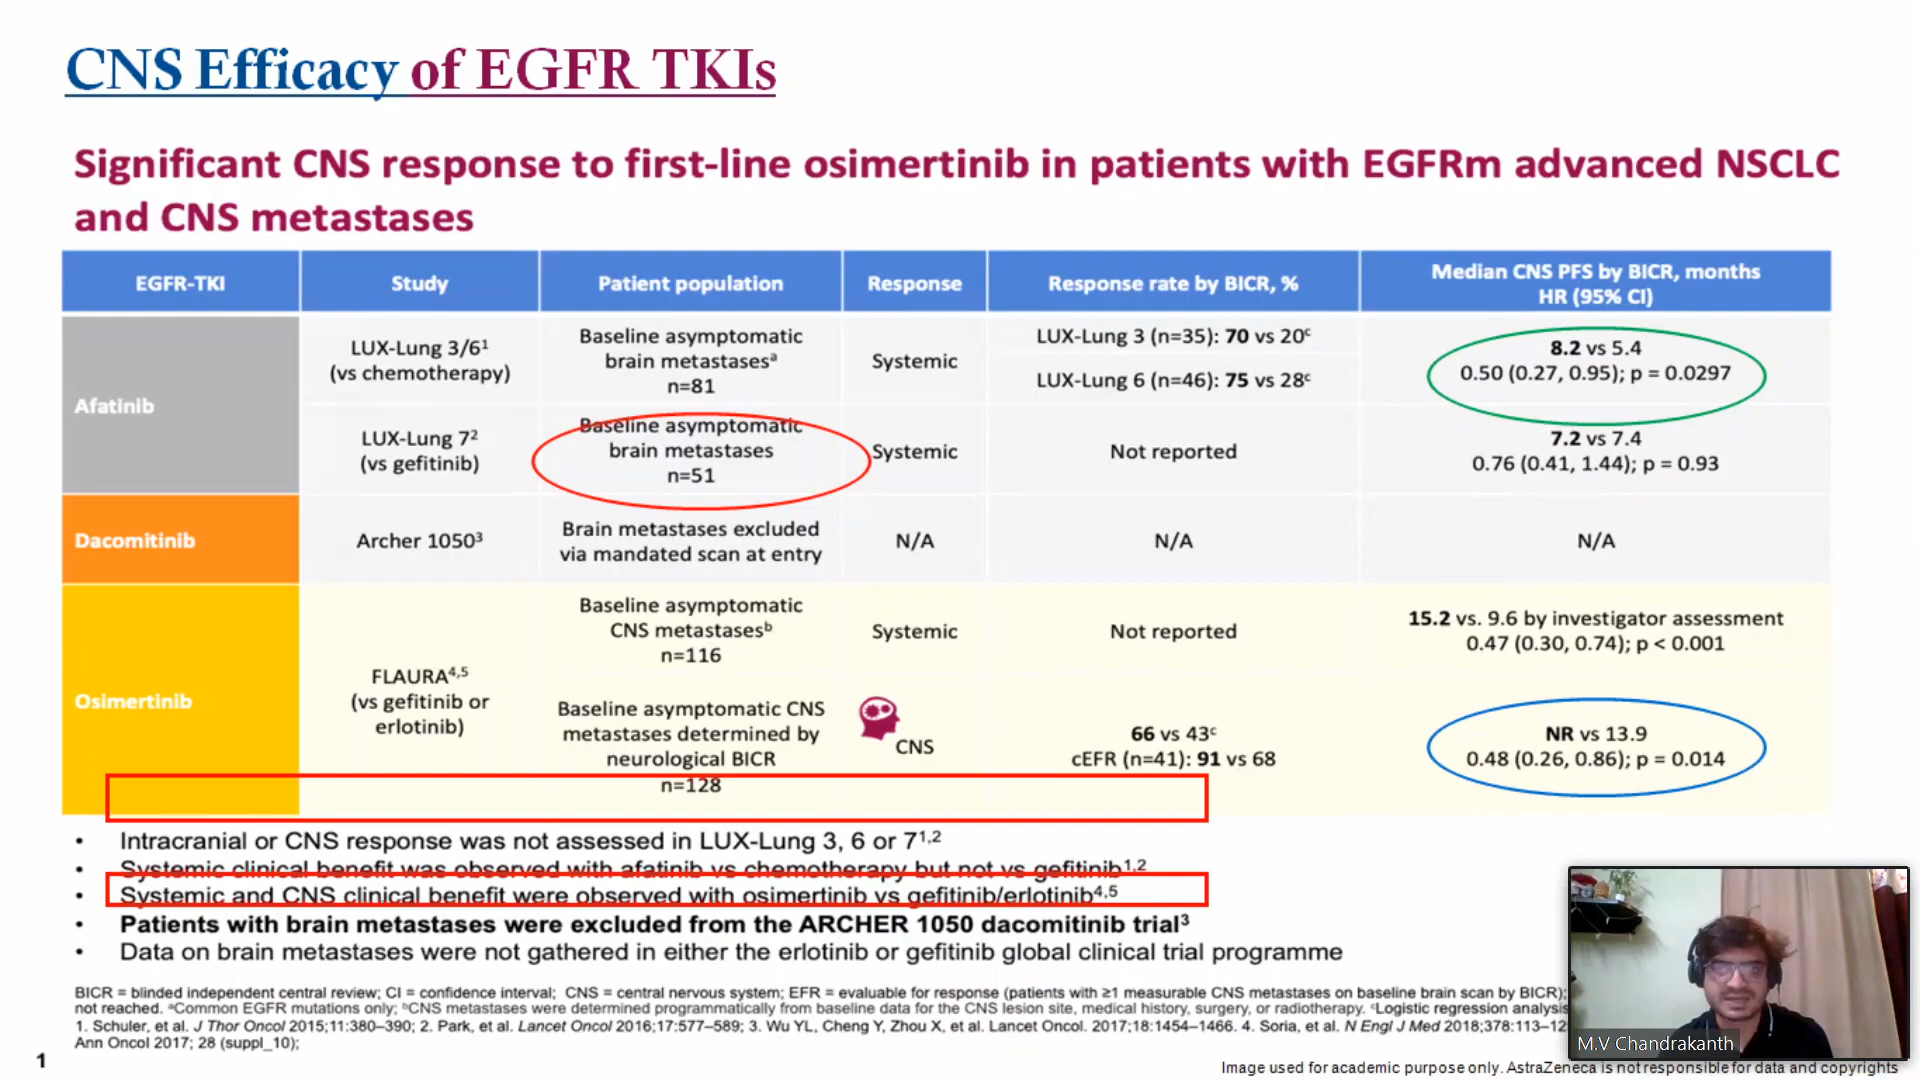 CNS Efficacy of EGFR TKIs
Significant CNS response to first-line osimertinib in patients with EGFRm advanced NSCLC
and CNS metastases
EGFR-TKI
Study
Patient population
Response
Response rate by BICR, %
Median CNS PFS by BICR, months
HR (95% CI)
Afatinib
LUX-Lung 3/6¹
(vs chemotherapy)
Baseline asymptomatic
brain metastasesᵃ
n=81
Systemic
LUX-Lung 3 (n=35): 70 vs 20ᶜ
LUX-Lung 6 (n=46): 75 vs 28ᶜ
8.2 vs 5.4
0.50 (0.27, 0.95); p = 0.0297
LUX-Lung 7²
(vs gefitinib)
Baseline asymptomatic
brain metastases
n=51
Systemic
Not reported
7.2 vs 7.4
0.76 (0.41, 1.44); p = 0.93
Dacomitinib
Archer 1050³
Brain metastases excluded
via mandated scan at entry
N/A
N/A
N/A
Osimertinib
FLAURA⁴,⁵
(vs gefitinib or
erlotinib)
Baseline asymptomatic
CNS metastasesᵇ
n=116
Systemic
Not reported
15.2 vs. 9.6 by investigator assessment
0.47 (0.30, 0.74); p < 0.001
Baseline asymptomatic CNS
metastases determined by
neurological BICR
n=128
CNS
66 vs 43ᶜ
cEFR (n=41): 91 vs 68
NR vs 13.9
0.48 (0.26, 0.86); p = 0.014
• Intracranial or CNS response was not assessed in LUX-Lung 3, 6 or 7¹,²
• Systemic clinical benefit was observed with afatinib vs chemotherapy but not vs gefitinib¹,²
• Systemic and CNS clinical benefit were observed with osimertinib vs gefitinib/erlotinib⁴,⁵
• Patients with brain metastases were excluded from the ARCHER 1050 dacomitinib trial³
• Data on brain metastases were not gathered in either the erlotinib or gefitinib global clinical trial programme
BICR = blinded independent central review; CI = confidence interval; CNS = central nervous system; EFR = evaluable for response (patients with ≥1 measurable CNS metastases on baseline brain scan by BICR);
not reached. ᵃCommon EGFR mutations only; ᵇCNS metastases were determined programmatically from baseline data for the CNS lesion site, medical history, surgery, or radiotherapy. ᶜLogistic regression analysis
1. Schuler, et al. J Thor Oncol 2015;11:380–390; 2. Park, et al. Lancet Oncol 2016;17:577–589; 3. Wu YL, Cheng Y, Zhou X, et al. Lancet Oncol. 2017;18:1454–1466. 4. Soria, et al. N Engl J Med 2018;378:113–12
Ann Oncol 2017; 28 (suppl_10);
M.V Chandrakanth
1
Image used for academic purpose only. AstraZeneca is not responsible for data and copyrights